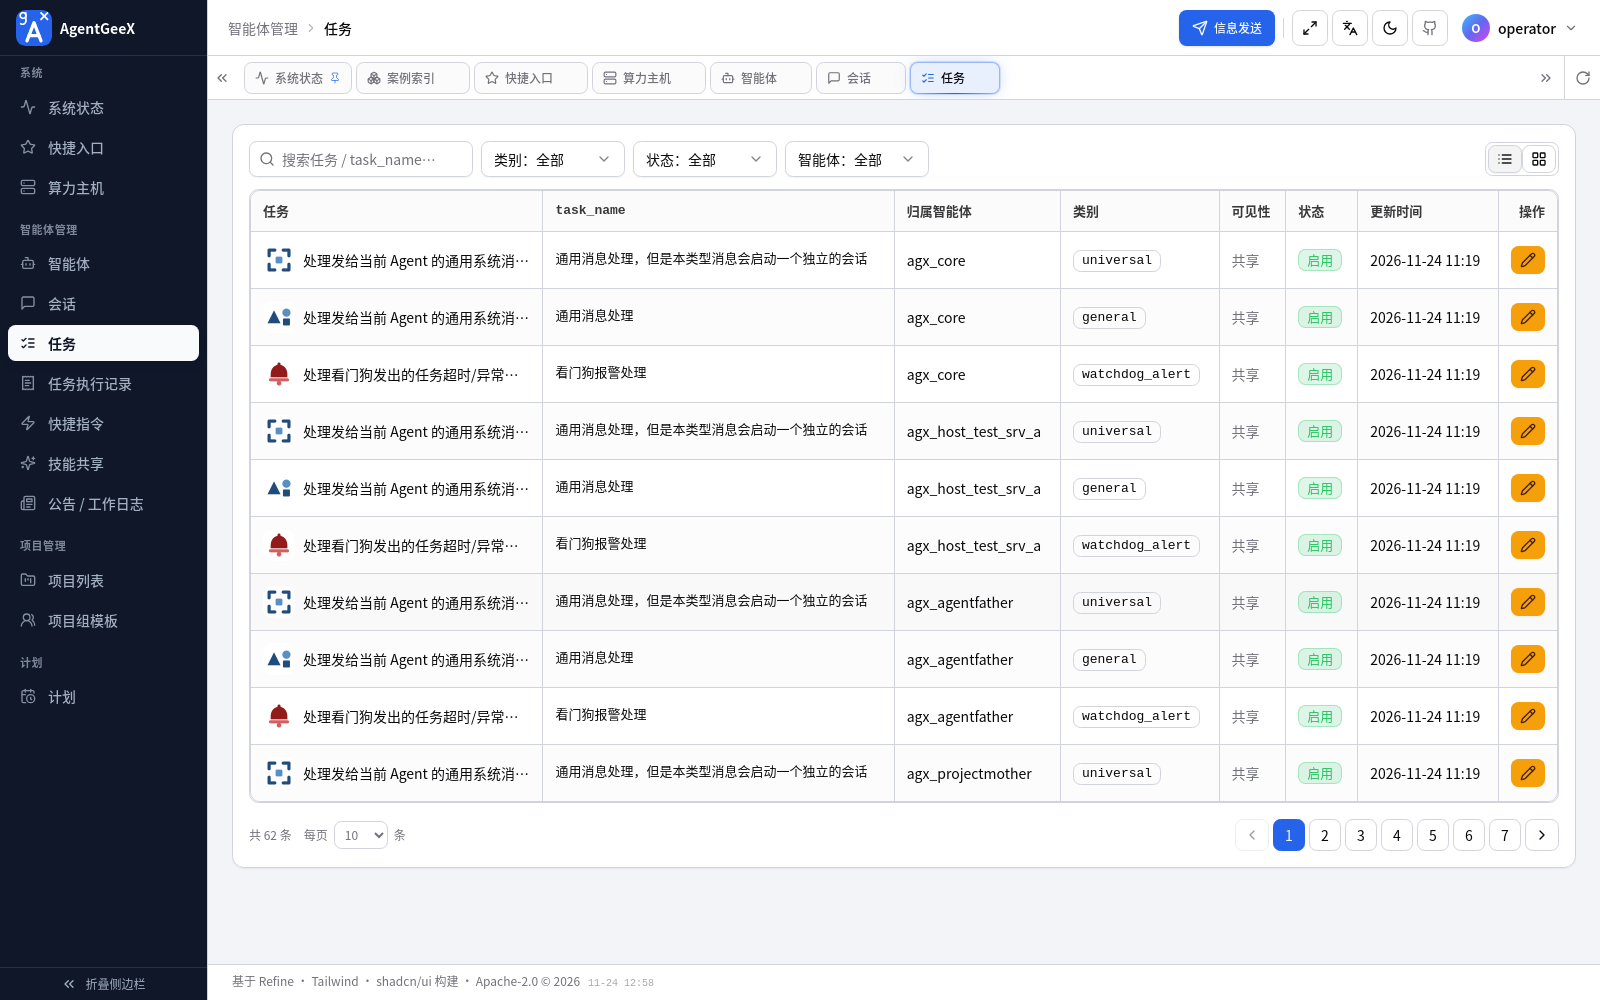 AgentGeeX
系统
系统状态
快捷入口
算力主机
智能体管理
智能体
会话
任务
任务执行记录
快捷指令
技能共享
公告 / 工作日志
项目管理
项目列表
项目组模板
计划
计划
折叠侧边栏
智能体管理 任务
信息发送
O operator
系统状态 案例索引 快捷入口 算力主机 智能体 会话 任务
搜索任务 / task_name… 类别：全部 状态：全部 智能体：全部
任务 task_name 归属智能体 类别 可见性 状态 更新时间 操作
处理发给当前 Agent 的通用系统消… 通用消息处理，但是本类型消息会启动一个独立的会话 agx_core universal 共享 启用 2026-11-24 11:19
处理发给当前 Agent 的通用系统消… 通用消息处理 agx_core general 共享 启用 2026-11-24 11:19
处理看门狗发出的任务超时/异常… 看门狗报警处理 agx_core watchdog_alert 共享 启用 2026-11-24 11:19
处理发给当前 Agent 的通用系统消… 通用消息处理，但是本类型消息会启动一个独立的会话 agx_host_test_srv_a universal 共享 启用 2026-11-24 11:19
处理发给当前 Agent 的通用系统消… 通用消息处理 agx_host_test_srv_a general 共享 启用 2026-11-24 11:19
处理看门狗发出的任务超时/异常… 看门狗报警处理 agx_host_test_srv_a watchdog_alert 共享 启用 2026-11-24 11:19
处理发给当前 Agent 的通用系统消… 通用消息处理，但是本类型消息会启动一个独立的会话 agx_agentfather universal 共享 启用 2026-11-24 11:19
处理发给当前 Agent 的通用系统消… 通用消息处理 agx_agentfather general 共享 启用 2026-11-24 11:19
处理看门狗发出的任务超时/异常… 看门狗报警处理 agx_agentfather watchdog_alert 共享 启用 2026-11-24 11:19
处理发给当前 Agent 的通用系统消… 通用消息处理，但是本类型消息会启动一个独立的会话 agx_projectmother universal 共享 启用 2026-11-24 11:19
共 62 条 每页 10 条 1 2 3 4 5 6 7
基于 Refine · Tailwind · shadcn/ui 构建 · Apache-2.0 © 2026 11-24 12:58